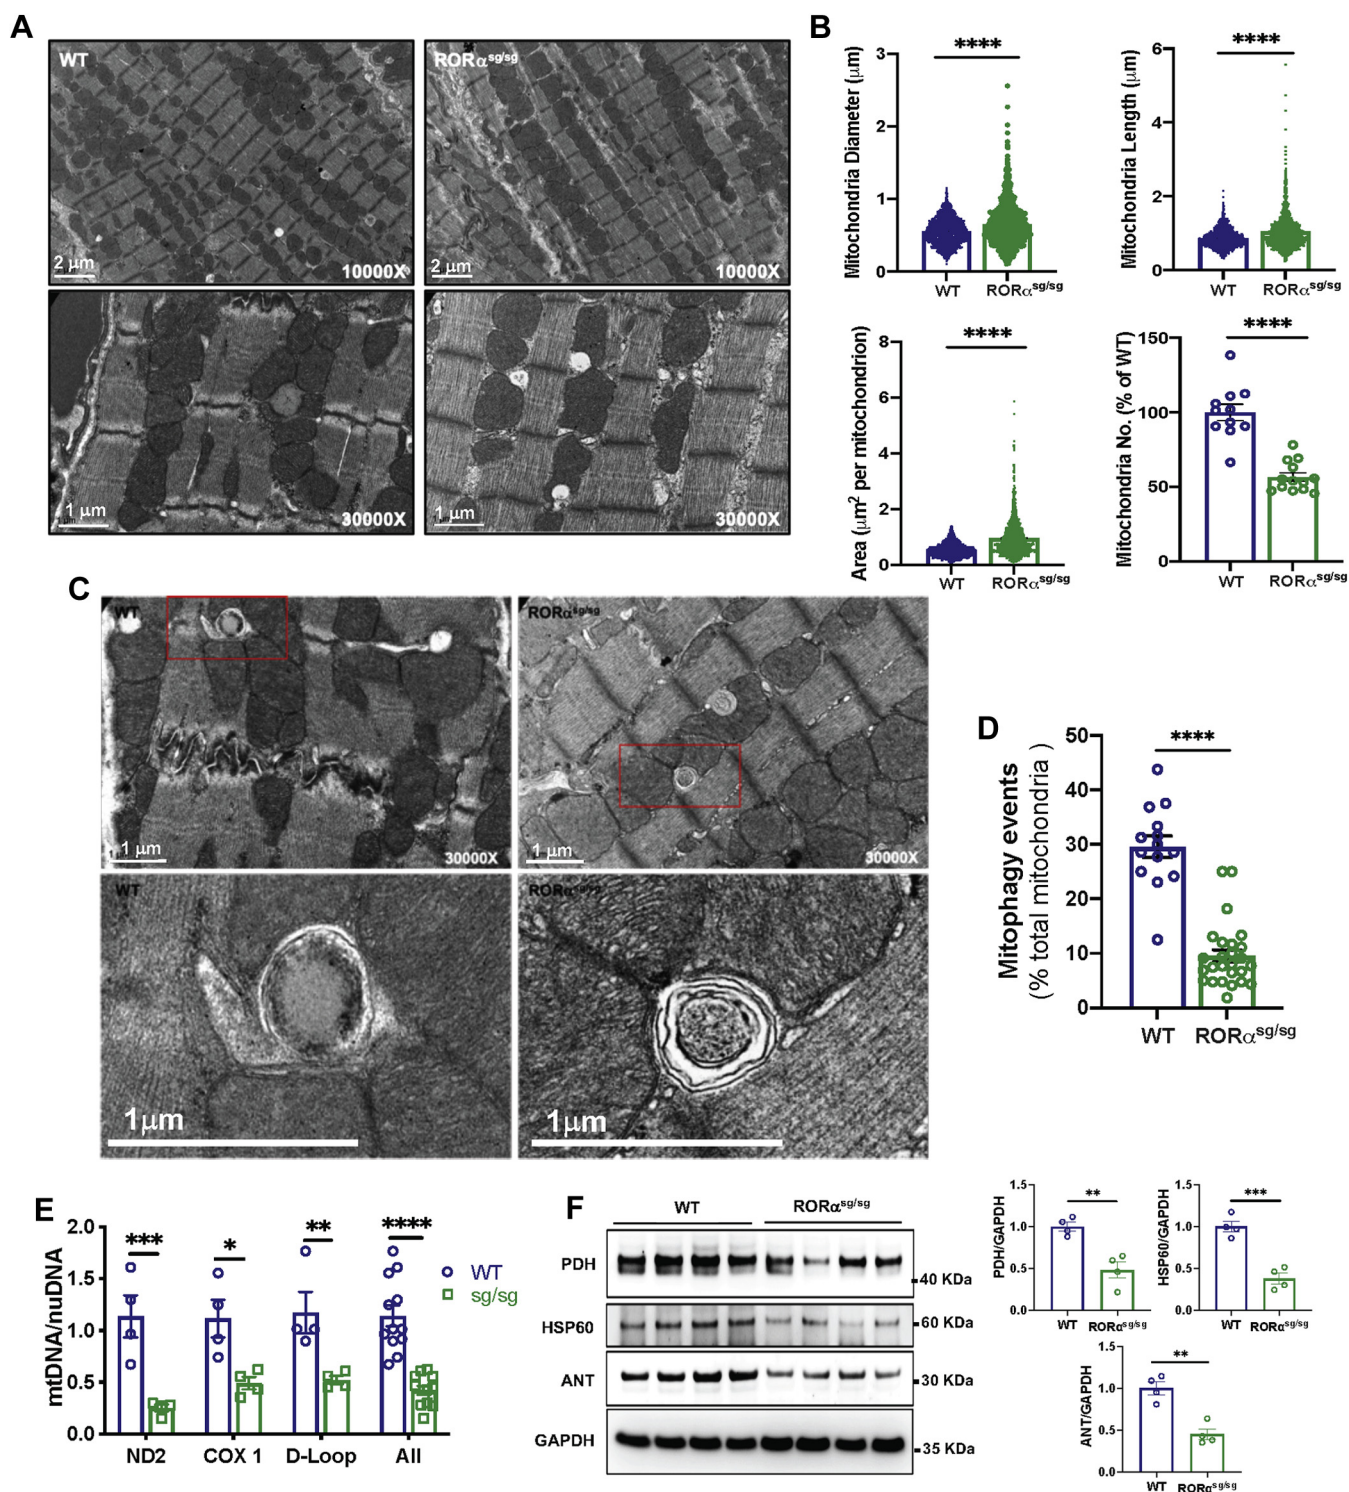 A
WT
2 μm
10000X
RORα sg/sg
10000X
2 μm
1 μm
30000X
1 μm
30000X
B
Mitochondria Diameter (μm)
3
2
1
0
****
WT
RORα sg/sg
Mitochondria Length (μm)
6
4
2
0
****
WT
RORα sg/sg
Area (μm² per mitochondrion)
8
6
4
2
0
****
WT
RORα sg/sg
Mitochondria No. (% of WT)
150
100
50
0
****
WT
RORα sg/sg
C
WT
1 μm
30000X
RORα sg/sg
1 μm
30000X
WT
1μm
RORα sg/sg
1μm
D
Mitophagy events
(% total mitochondria )
50
40
30
20
10
0
****
WT
RORα sg/sg
E
mtDNA/nuDNA
2.0
1.5
1.0
0.5
0.0
***
*
**
****
WT
sg/sg
ND2
COX 1
D-Loop
All
F
WT
RORα sg/sg
PDH
40 KDa
HSP60
60 KDa
ANT
30 KDa
GAPDH
35 KDa
PDH/GAPDH
1.5
1.0
0.5
0.0
**
WT
RORα sg/sg
HSP60/GAPDH
1.5
1.0
0.5
0.0
***
WT
RORα sg/sg
ANT/GAPDH
1.5
1.0
0.5
0.0
**
WT
RORα sg/sg